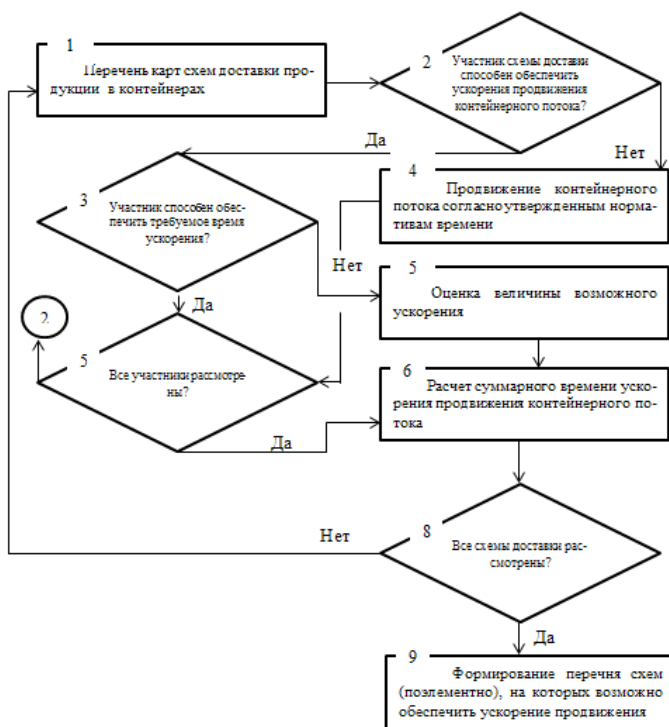 1
Перечень карт схем доставки про-
дукции в контейнерах
2
Участник схемы доставки
способен обеспечить
ускорения продвижения
контейнерного потока?
Да
Нет
3
Участник способен обес-
печить требуемое время
ускорения?
4
Продвижение контейнерного
потока согласно утвержденным норма-
тивам времени
Нет
5
Оценка величины возможного
ускорения
Да
2
5
Все участники рассмотре-
ны?
6
Расчет суммарного времени уско-
рения продвижения контейнерного по-
тока
Да
Нет
8
Все схемы доставки рас-
смотрены?
Да
9
Формирование перечня схем
(поэлементно), на которых возможно
обеспечить ускорение продвижения